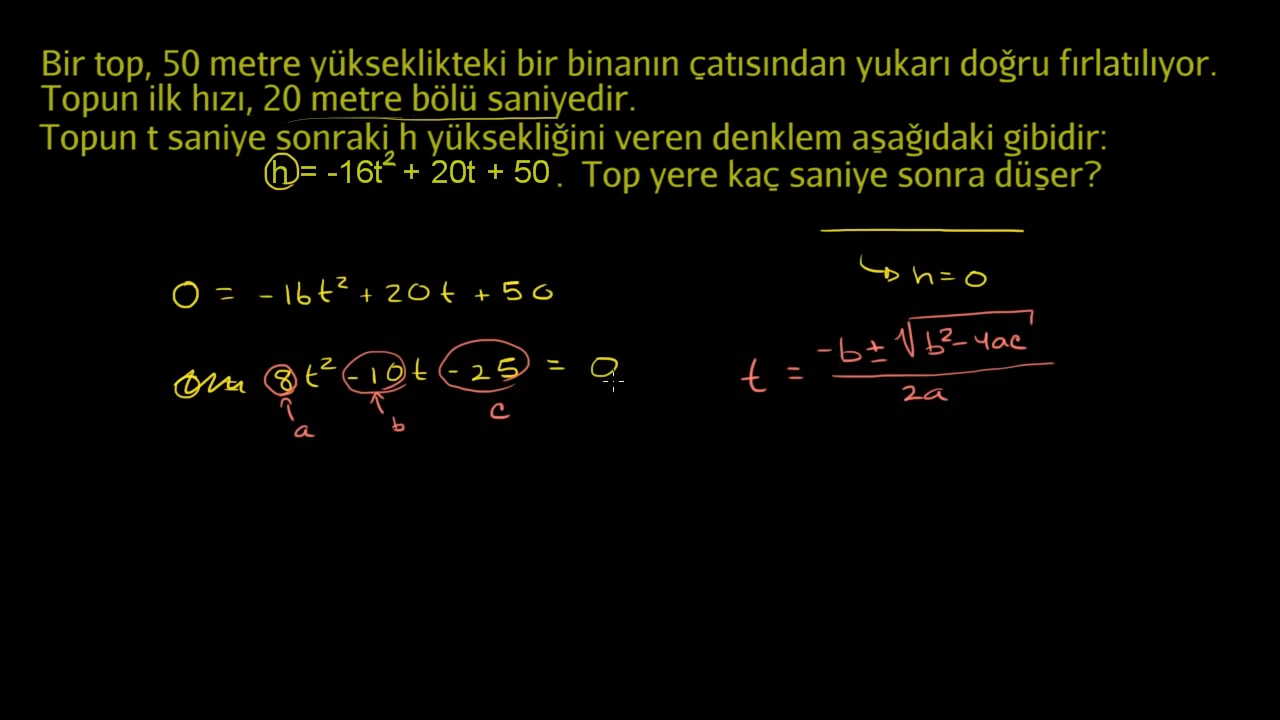 Bir top, 50 metre yükseklikteki bir binanın çatısından yukarı doğru fırlatılıyor.
Topun ilk hızı, 20 metre bölü saniyedir.
Topun t saniye sonraki h yüksekliğini veren denklem aşağıdaki gibidir:
h = -16t² + 20t + 50 . Top yere kaç saniye sonra düşer?
h = 0
0 = -16t² + 20t + 50
8t² - 10t - 25 = 0
a b c
t = -b ± √b² - 4ac
2a